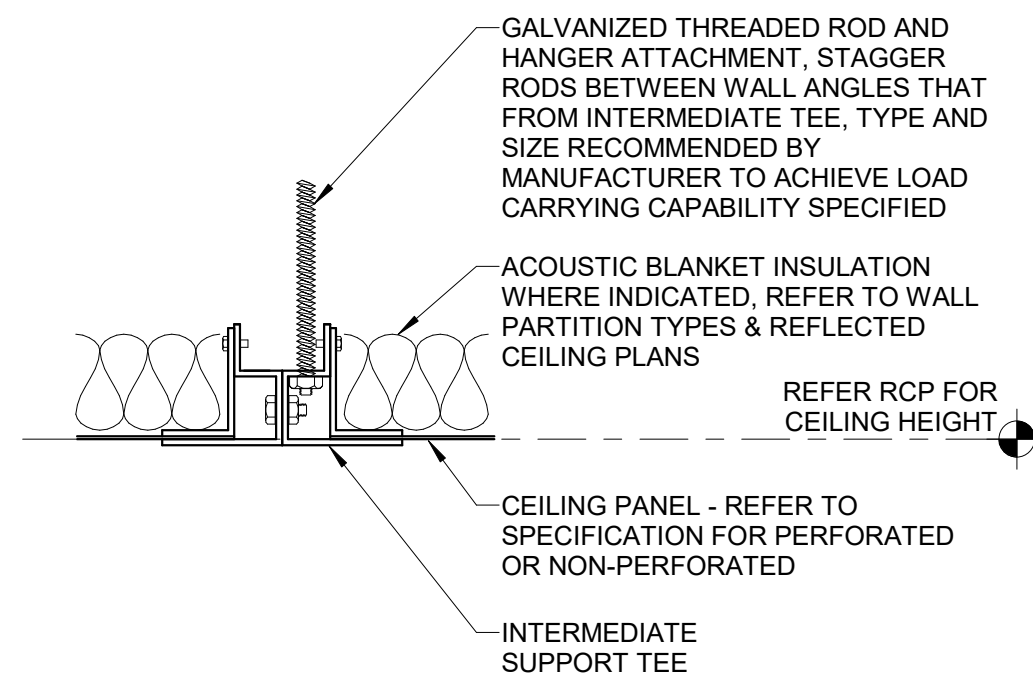 GALVANIZED THREADED ROD AND
HANGER ATTACHMENT, STAGGER
RODS BETWEEN WALL ANGLES THAT
FROM INTERMEDIATE TEE, TYPE AND
SIZE RECOMMENDED BY
MANUFACTURER TO ACHIEVE LOAD
CARRYING CAPABILITY SPECIFIED
ACOUSTIC BLANKET INSULATION
WHERE INDICATED, REFER TO WALL
PARTITION TYPES & REFLECTED
CEILING PLANS
REFER RCP FOR
CEILING HEIGHT
CEILING PANEL - REFER TO
SPECIFICATION FOR PERFORATED
OR NON-PERFORATED
INTERMEDIATE
SUPPORT TEE